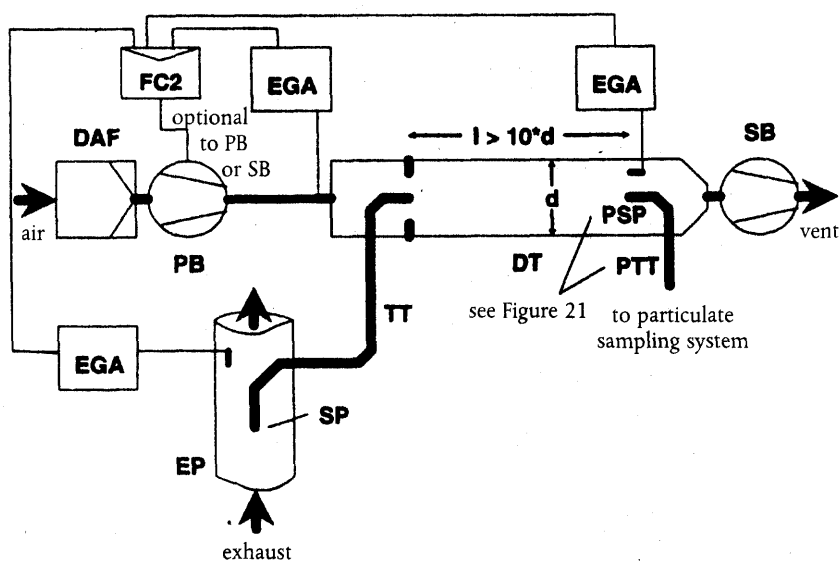 FC2
EGA
EGA
optional
to PB
or SB
DAF
l > 10*d
SB
d
PSP
air
vent
PB
DT
PTT
see Figure 21
to particulate
sampling system
TT
EGA
SP
EP
exhaust